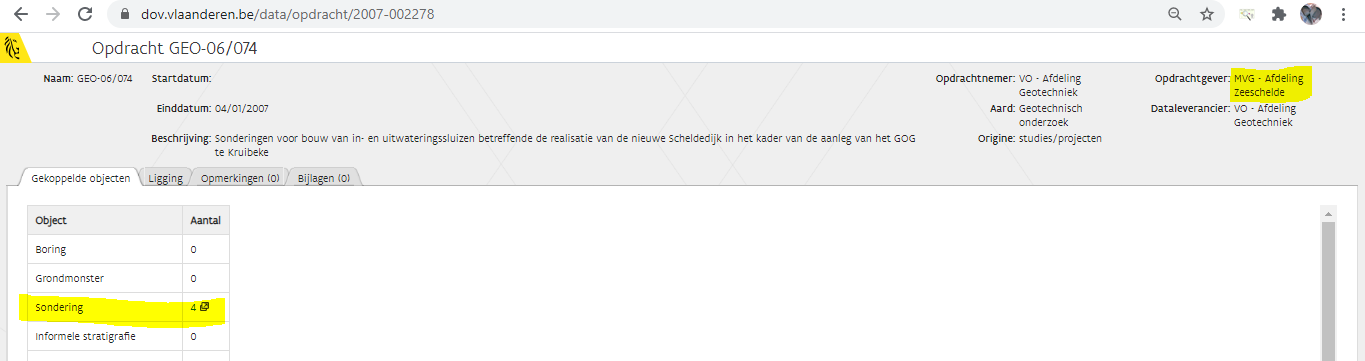 dov.vlaanderen.be/data/opdracht/2007-002278
Opdracht GEO-06/074
Naam: GEO-06/074
Startdatum:
Einddatum: 04/01/2007
Beschrijving: Sonderingen voor bouw van in- en uitwateringssluizen betreffende de realisatie van de nieuwe Scheldedijk in het kader van de aanleg van het GOG
te Kruibeke
Opdrachtnemer: VO - Afdeling
Geotechniek
Aard: Geotechnisch
onderzoek
Origine: studies/projecten
Opdrachtgever: MVG - Afdeling
Zeeschelde
Dataleverancier: VO - Afdeling
Geotechniek
Gekoppelde objecten Ligging Opmerkingen (0) Bijlagen (0)
Object Aantal
Boring 0
Grondmonster 0
Sondering 4
Informele stratigrafie 0